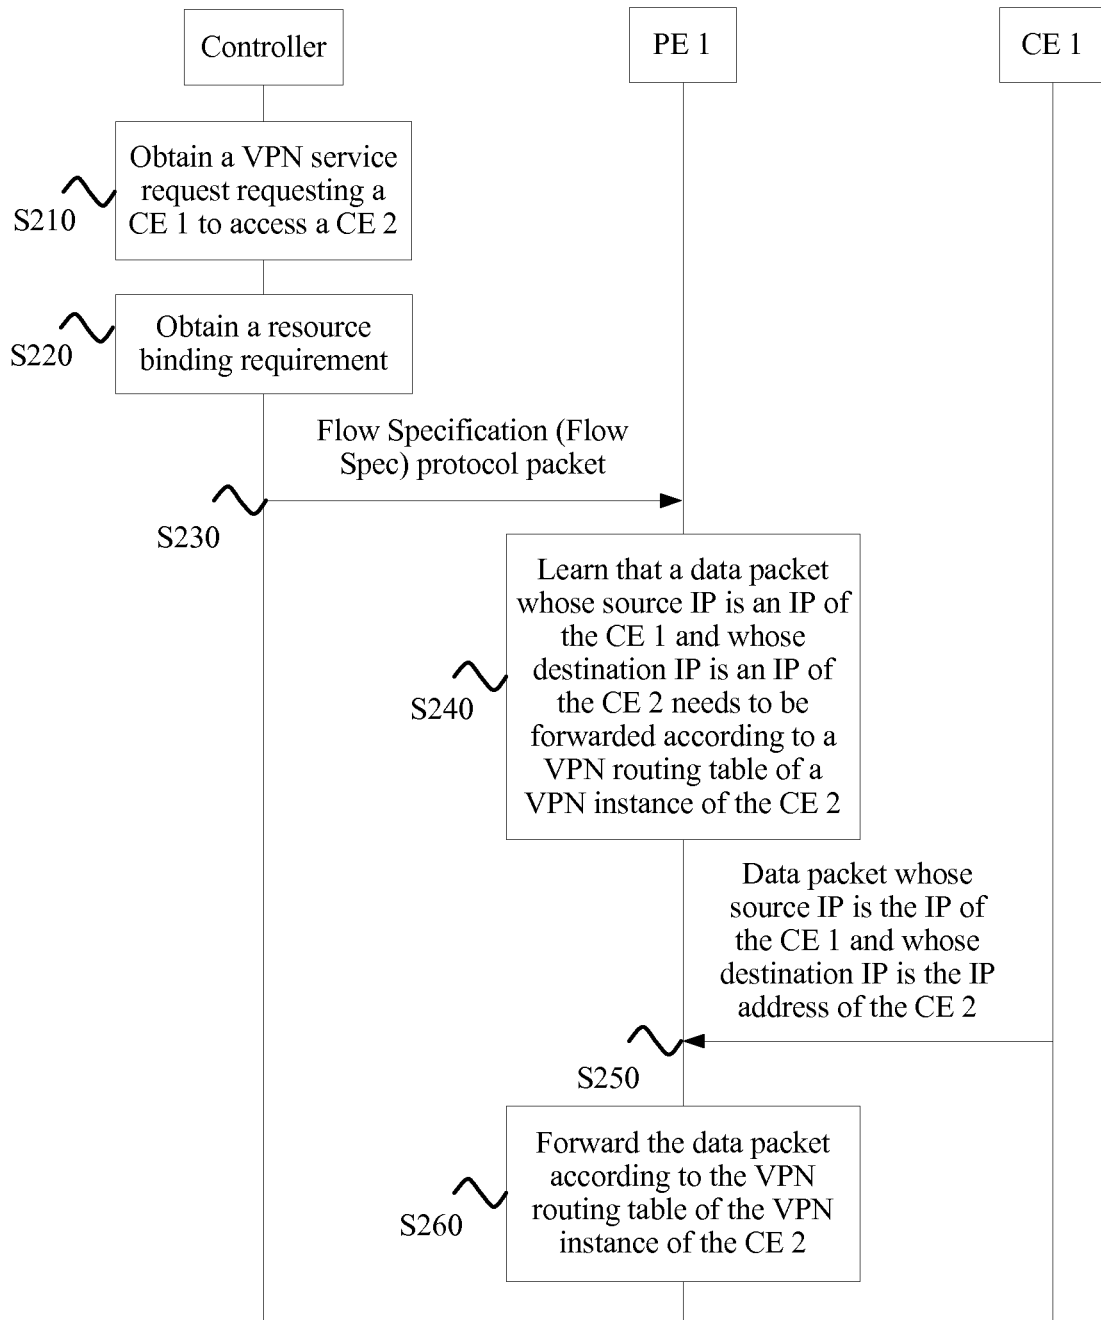 Controller
PE 1
CE 1
Obtain a VPN service
request requesting a
CE 1 to access a CE 2
S210
Obtain a resource
binding requirement
S220
Flow Specification (Flow
Spec) protocol packet
S230
Learn that a data packet
whose source IP is an IP of
the CE 1 and whose
destination IP is an IP of
the CE 2 needs to be
forwarded according to a
VPN routing table of a
VPN instance of the CE 2
S240
Data packet whose
source IP is the IP of
the CE 1 and whose
destination IP is the IP
address of the CE 2
S250
Forward the data packet
according to the VPN
routing table of the VPN
instance of the CE 2
S260